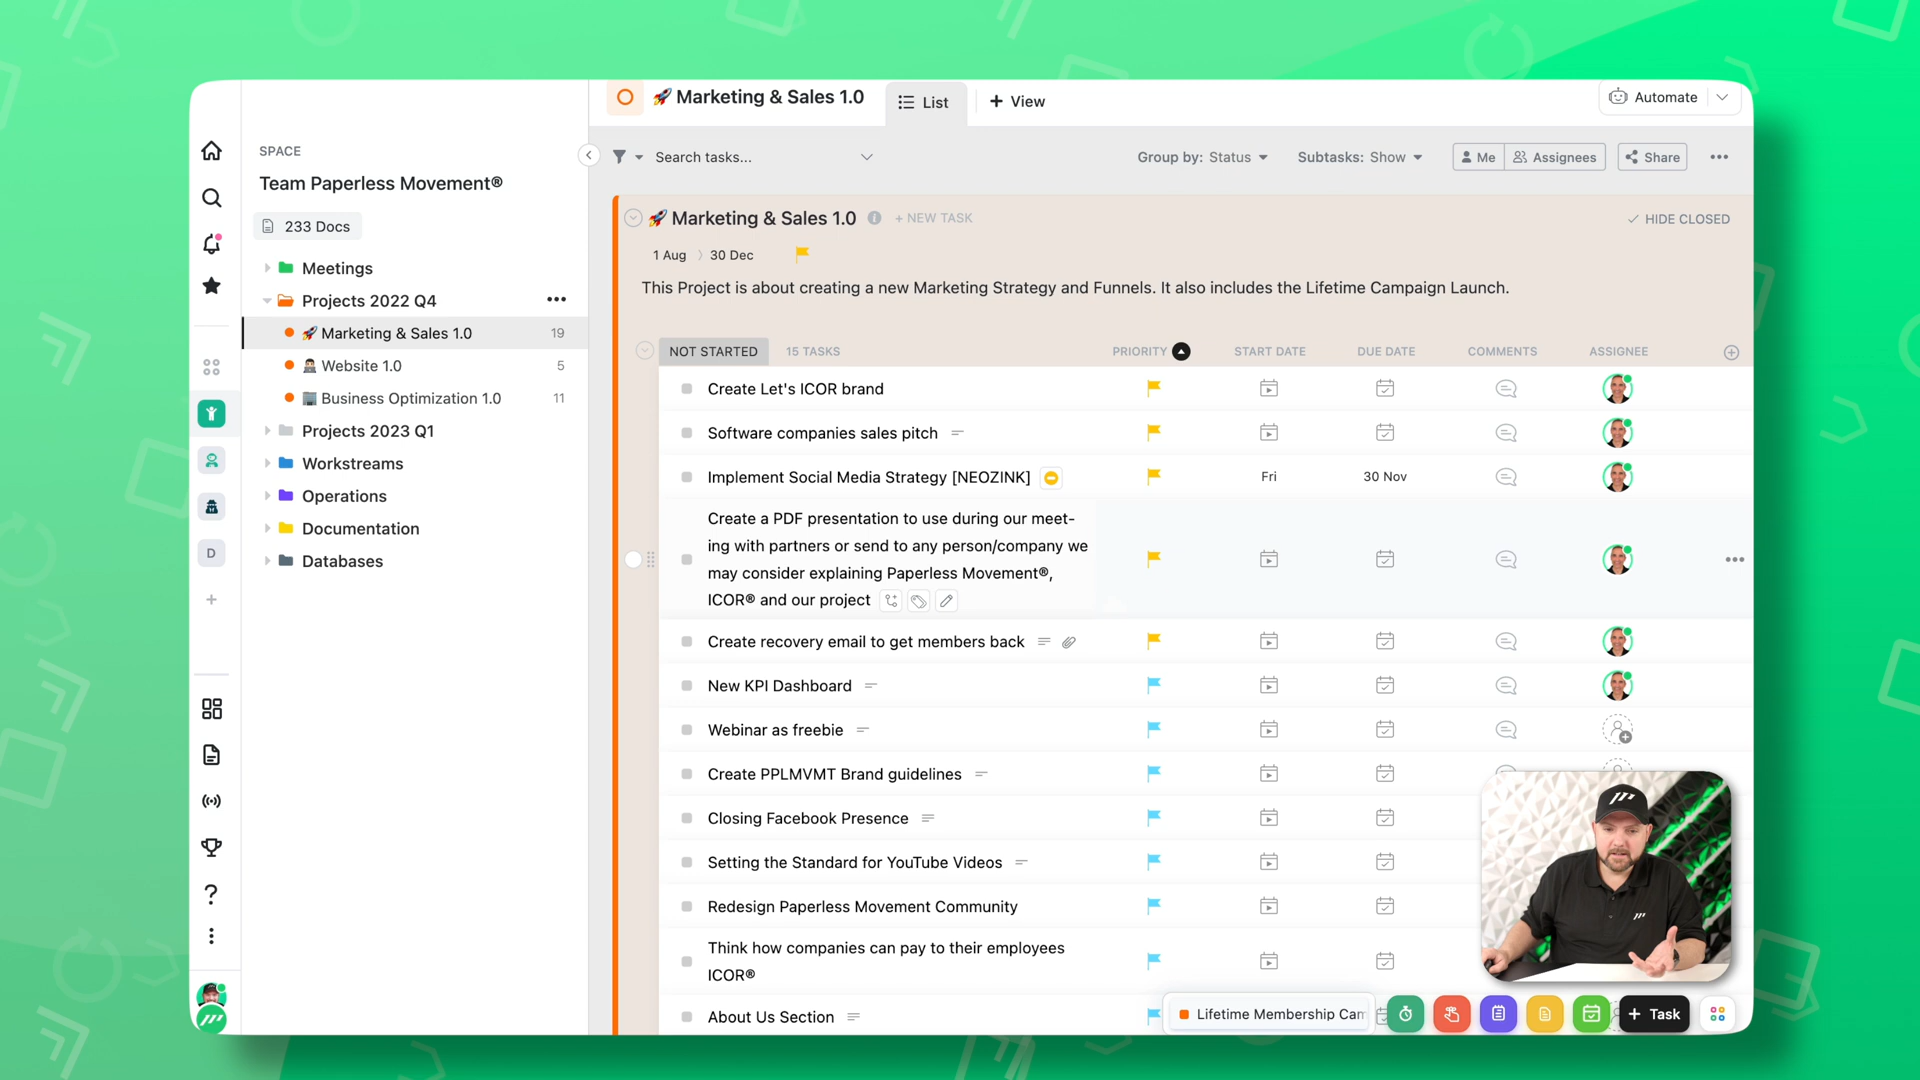 🚀 Marketing & Sales 1.0
List
+ View
Automate
SPACE
Team Paperless Movement®
233 Docs
Meetings
Projects 2022 Q4
🚀 Marketing & Sales 1.0 19
Website 1.0 5
Business Optimization 1.0 11
Projects 2023 Q1
Workstreams
Operations
Documentation
Databases
D
Search tasks...
Group by: Status
Subtasks: Show
Me
Assignees
Share
🚀 Marketing & Sales 1.0
+ NEW TASK
HIDE CLOSED
1 Aug 30 Dec
This Project is about creating a new Marketing Strategy and Funnels. It also includes the Lifetime Campaign Launch.
NOT STARTED 15 TASKS PRIORITY START DATE DUE DATE COMMENTS ASSIGNEE
Create Let's ICOR brand
Software companies sales pitch
Implement Social Media Strategy [NEOZINK] Fri 30 Nov
Create a PDF presentation to use during our meet-
ing with partners or send to any person/company we
may consider explaining Paperless Movement®,
ICOR® and our project
Create recovery email to get members back
New KPI Dashboard
Webinar as freebie
Create PPLMVMT Brand guidelines
Closing Facebook Presence
Setting the Standard for YouTube Videos
Redesign Paperless Movement Community
Think how companies can pay to their employees
ICOR®
About Us Section
Lifetime Membership Cam
+ Task